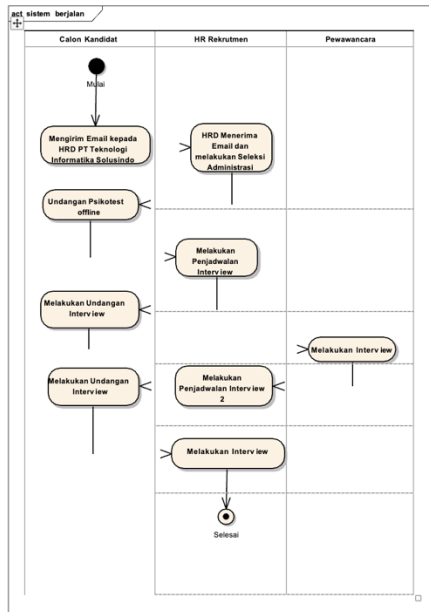 act sistem berjalan
Calon Kandidat
HR Rekrutmen
Pewawancara
Mulai
Mengirim Email kepada
HRD PT Teknologi
Informatika Solusindo
HRD Menerima
Email dan
melakukan Seleksi
Administrasi
Undangan Psikotest
offline
Melakukan
Penjadwalan
Interview
Melakukan Undangan
Interview
Melakukan Interview
Melakukan Undangan
Interview
Melakukan
Penjadwalan Interview
2
Melakukan Interview
Selesai